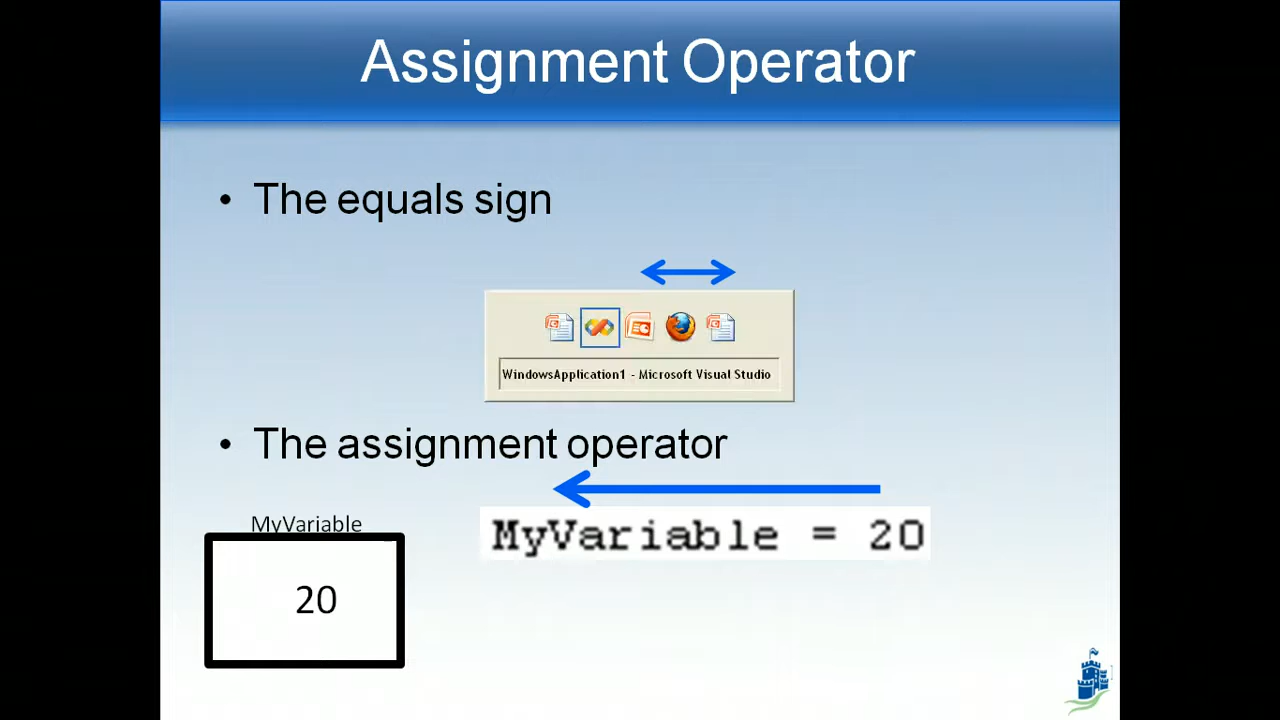 Assignment Operator
• The equals sign
WindowsApplication1 - Microsoft Visual Studio
• The assignment operator
MyVariable
MyVariable = 20
20